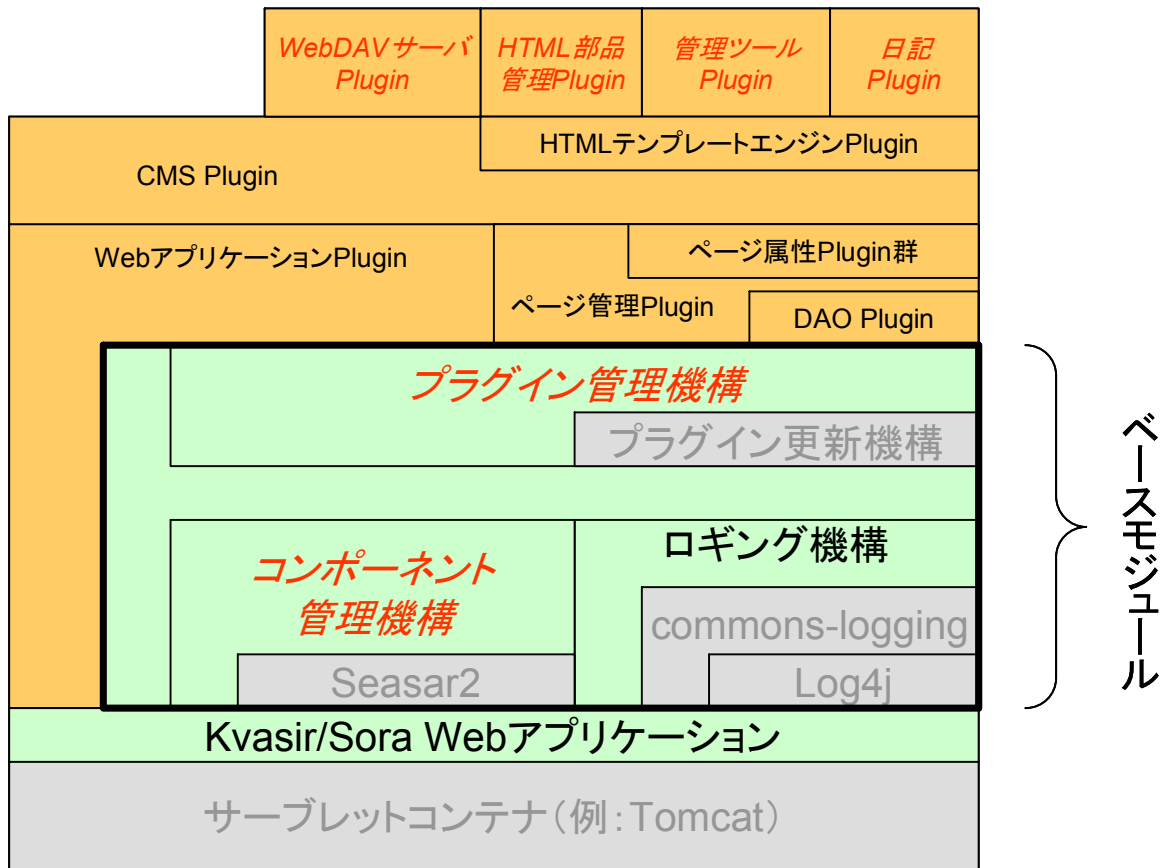 WebDAVサーバ
Plugin
HTML部品
管理Plugin
管理ツール
Plugin
日記
Plugin
HTMLテンプレートエンジンPlugin
CMS Plugin
WebアプリケーションPlugin
ページ属性Plugin群
ページ管理Plugin
DAO Plugin
プラグイン管理機構
プラグイン更新機構
コンポーネント
管理機構
ロギング機構
commons-logging
Seasar2
Log4j
ベースモジュール
Kvasir/Sora Webアプリケーション
サーブレットコンテナ（例：Tomcat）